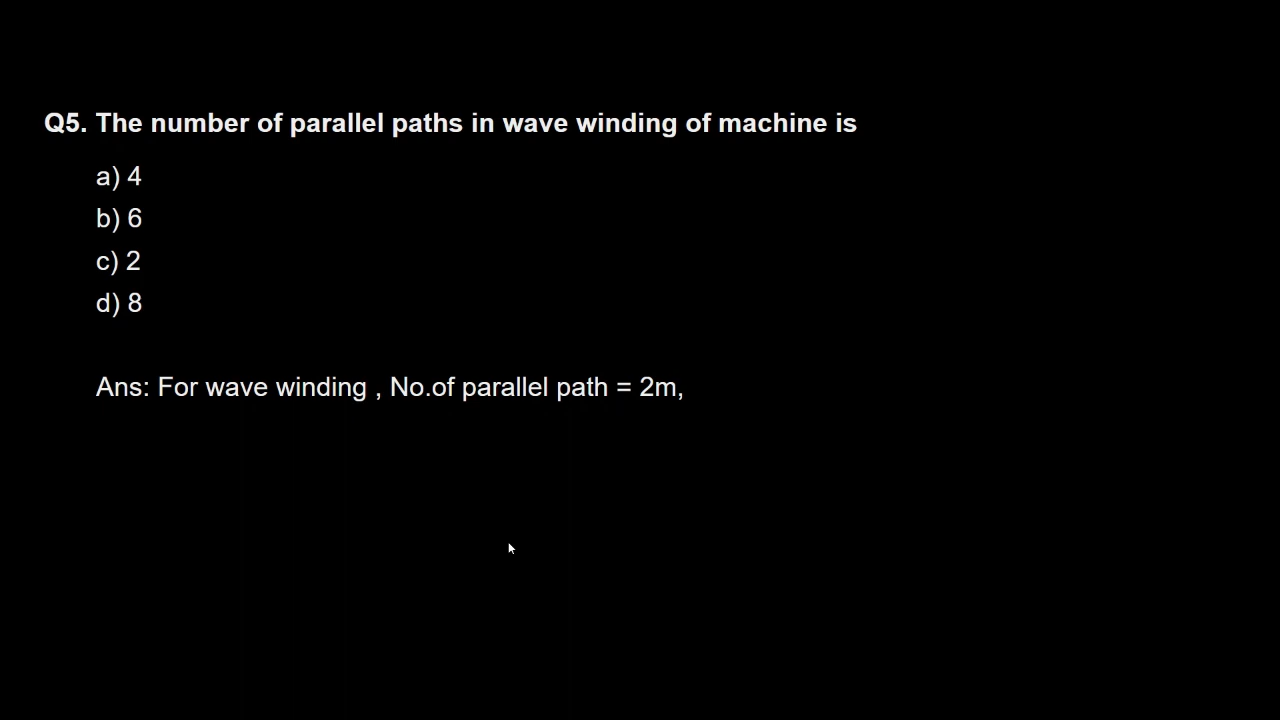 Q5. The number of parallel paths in wave winding of machine is
a) 4
b) 6
c) 2
d) 8
Ans: For wave winding , No.of parallel path = 2m,